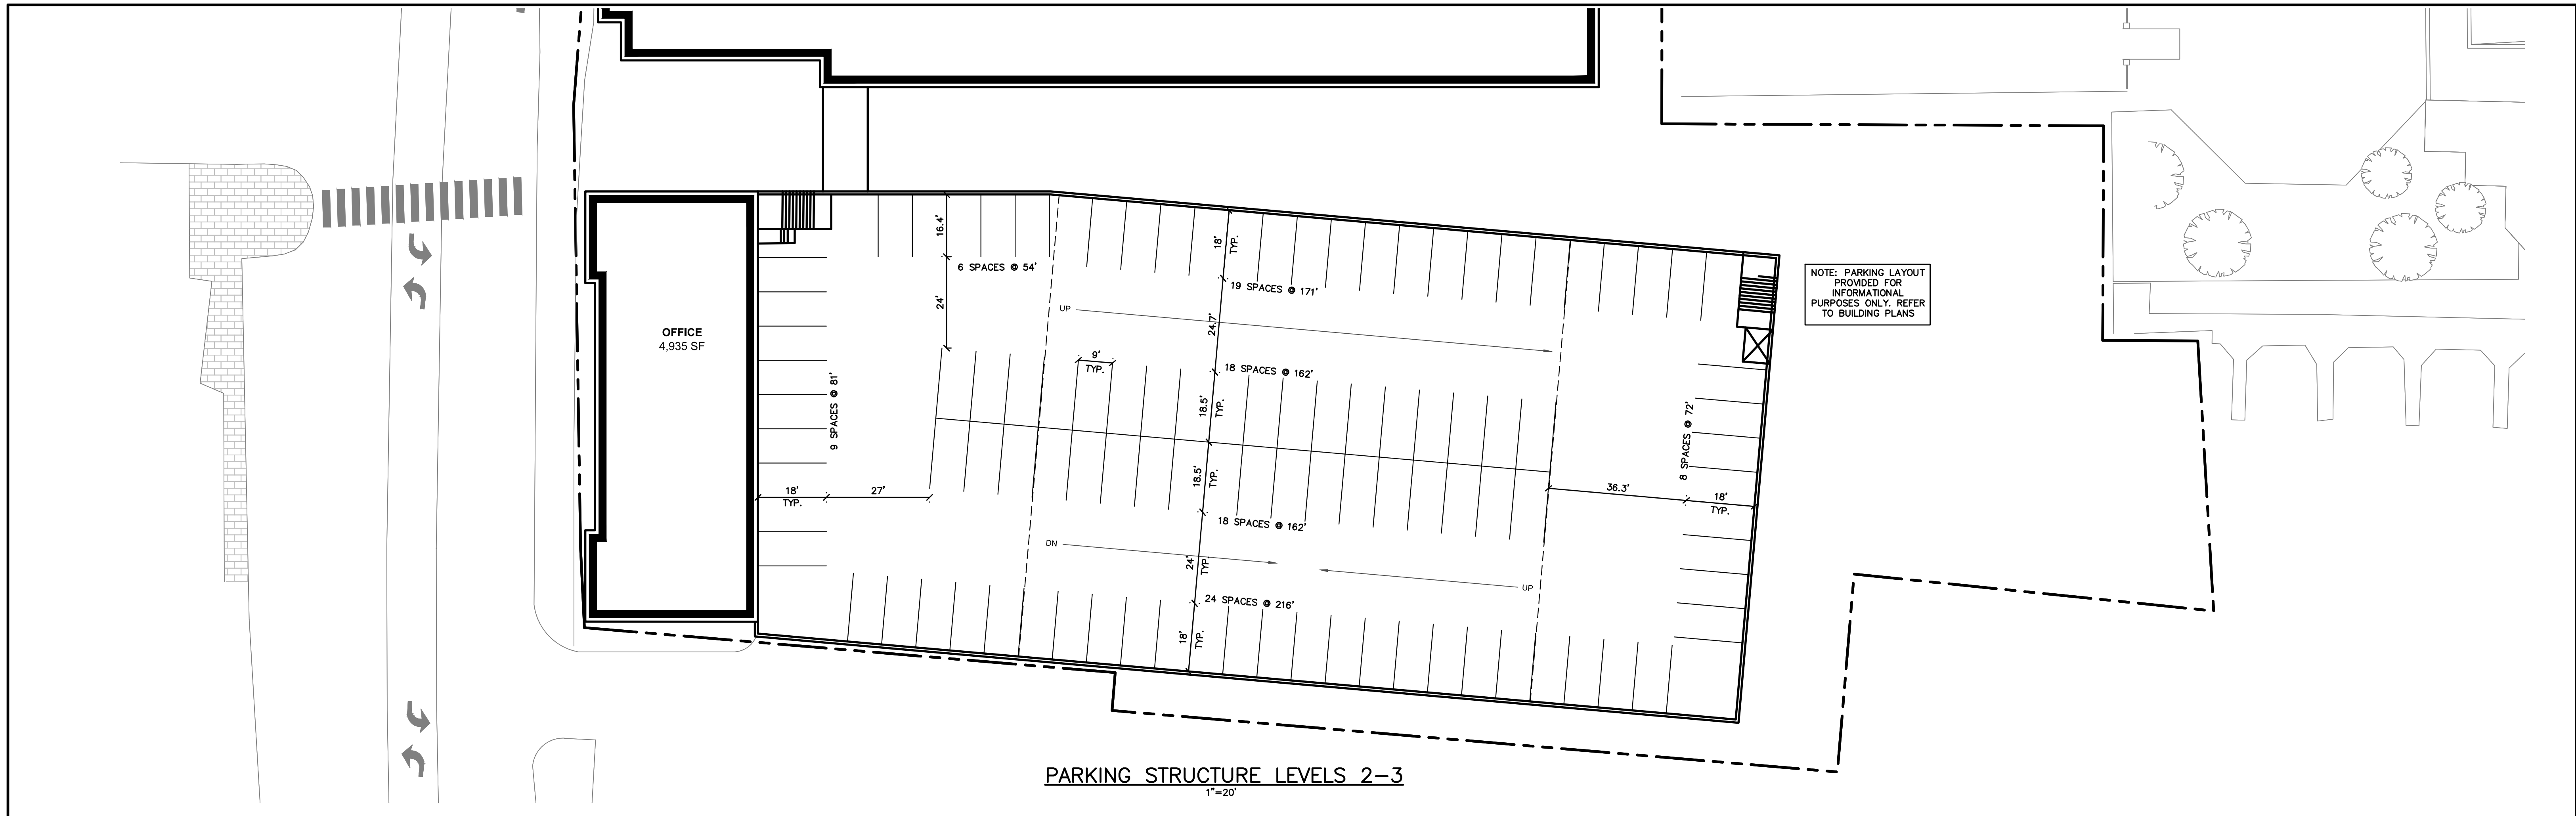 OFFICE
4,935 SF
16.4'
6 SPACES @ 54'
24'
9 SPACES @ 81'
18'
TYP.
27'
18'
TYP.
19 SPACES @ 171'
UP
24.7'
9'
TYP.
18 SPACES @ 162'
18.5'
TYP.
18.5'
TYP.
18 SPACES @ 162'
DN
24'
TYP.
UP
24 SPACES @ 216'
18'
TYP.
8 SPACES @ 72'
36.3'
18'
TYP.
NOTE: PARKING LAYOUT
PROVIDED FOR
INFORMATIONAL
PURPOSES ONLY. REFER
TO BUILDING PLANS
PARKING STRUCTURE LEVELS 2-3
1"=20'